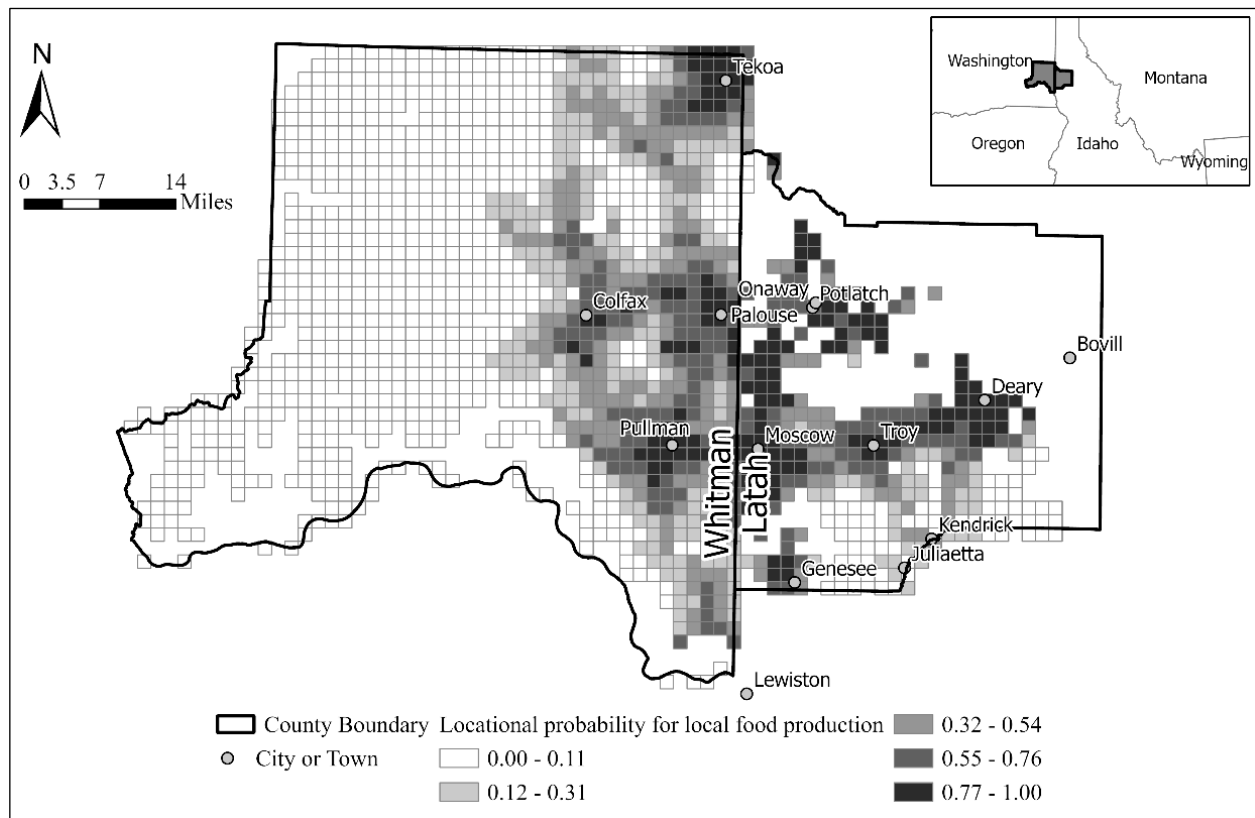 N
0 3.5 7 14
Miles
Washington
Montana
Oregon
Idaho
Wyoming
Tekoa
Onaway
Potlatch
Colfax
Palouse
Bovill
Deary
Pullman
Moscow
Troy
Whitman
Latah
Kendrick
Juliaetta
Genesee
Lewiston
County Boundary
City or Town
Locational probability for local food production
0.00 - 0.11
0.12 - 0.31
0.32 - 0.54
0.55 - 0.76
0.77 - 1.00